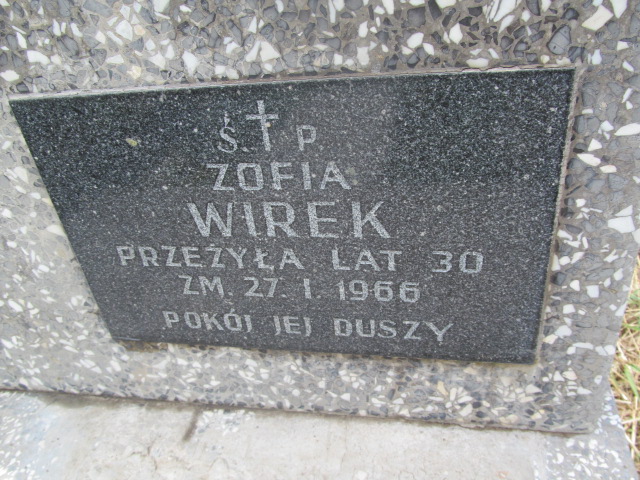 Ś. † P.
ZOFIA
WIREK
PRZEŻYŁA LAT 30
ZM. 27. I. 1966
POKÓJ JEJ DUSZY